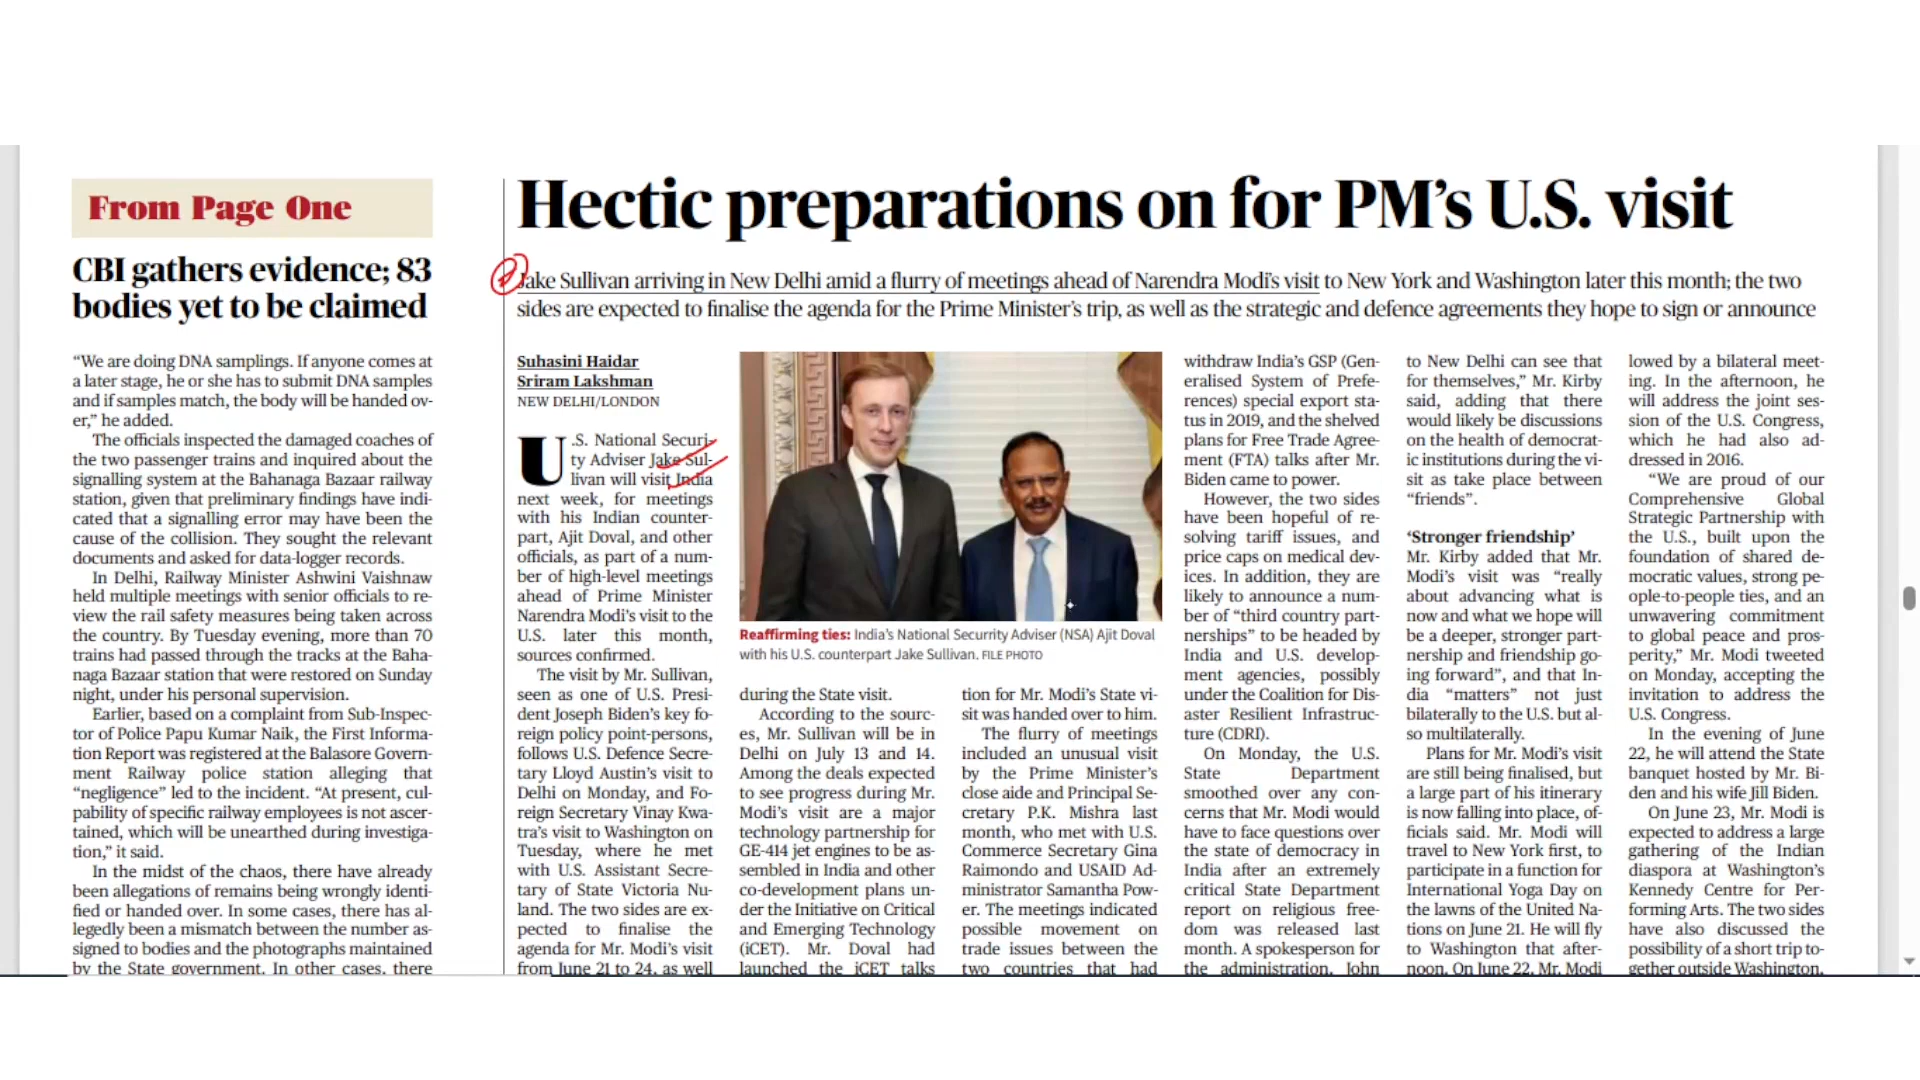 From Page One
CBI gathers evidence; 83
bodies yet to be claimed
“We are doing DNA samplings. If anyone comes at
a later stage, he or she has to submit DNA samples
and if samples match, the body will be handed ov-
er,” he added.
The officials inspected the damaged coaches of
the two passenger trains and inquired about the
signalling system at the Bahanaga Bazaar railway
station, given that preliminary findings have indi-
cated that a signalling error may have been the
cause of the collision. They sought the relevant
documents and asked for data-logger records.
In Delhi, Railway Minister Ashwini Vaishnaw
held multiple meetings with senior officials to re-
view the rail safety measures being taken across
the country. By Tuesday evening, more than 70
trains had passed through the tracks at the Baha-
naga Bazaar station that were restored on Sunday
night, under his personal supervision.
Earlier, based on a complaint from Sub-Inspec-
tor of Police Papu Kumar Naik, the First Informa-
tion Report was registered at the Balasore Govern-
ment Railway police station alleging that
“negligence” led to the incident. “At present, cul-
pability of specific railway employees is not ascer-
tained, which will be unearthed during investiga-
tion,” it said.
In the midst of the chaos, there have already
been allegations of remains being wrongly identi-
fied or handed over. In some cases, there has al-
legedly been a mismatch between the number as-
signed to bodies and the photographs maintained
by the State government. In other cases, there
Hectic preparations on for PM’s U.S. visit
Jake Sullivan arriving in New Delhi amid a flurry of meetings ahead of Narendra Modi’s visit to New York and Washington later this month; the two
sides are expected to finalise the agenda for the Prime Minister’s trip, as well as the strategic and defence agreements they hope to sign or announce
Suhasini Haidar
Sriram Lakshman
NEW DELHI/LONDON
U.S. National Securi-
ty Adviser Jake Sul-
livan will visit India
next week, for meetings
with his Indian counter-
part, Ajit Doval, and other
officials, as part of a num-
ber of high-level meetings
ahead of Prime Minister
Narendra Modi’s visit to the
U.S. later this month,
sources confirmed.
The visit by Mr. Sullivan,
seen as one of U.S. Presi-
dent Joseph Biden’s key fo-
reign policy point-persons,
follows U.S. Defence Secre-
tary Lloyd Austin’s visit to
Delhi on Monday, and Fo-
reign Secretary Vinay Kwa-
tra’s visit to Washington on
Tuesday, where he met
with U.S. Assistant Secre-
tary of State Victoria Nu-
land. The two sides are ex-
pected to finalise the
agenda for Mr. Modi’s visit
from June 21 to 24, as well
Reaffirming ties: India’s National Securrity Adviser (NSA) Ajit Doval
with his U.S. counterpart Jake Sullivan. FILE PHOTO
during the State visit.
According to the sourc-
es, Mr. Sullivan will be in
Delhi on July 13 and 14.
Among the deals expected
to see progress during Mr.
Modi’s visit are a major
technology partnership for
GE-414 jet engines to be as-
sembled in India and other
co-development plans un-
der the Initiative on Critical
and Emerging Technology
(iCET). Mr. Doval had
launched the iCET talks
tion for Mr. Modi’s State vi-
sit was handed over to him.
The flurry of meetings
included an unusual visit
by the Prime Minister’s
close aide and Principal Se-
cretary P.K. Mishra last
month, who met with U.S.
Commerce Secretary Gina
Raimondo and USAID Ad-
ministrator Samantha Pow-
er. The meetings indicated
possible movement on
trade issues between the
two countries that had
withdraw India’s GSP (Gen-
eralised System of Prefe-
rences) special export sta-
tus in 2019, and the shelved
plans for Free Trade Agree-
ment (FTA) talks after Mr.
Biden came to power.
However, the two sides
have been hopeful of re-
solving tariff issues, and
price caps on medical dev-
ices. In addition, they are
likely to announce a num-
ber of “third country part-
nerships” to be headed by
India and U.S. develop-
ment agencies, possibly
under the Coalition for Dis-
aster Resilient Infrastruc-
ture (CDRI).
On Monday, the U.S.
State Department
smoothed over any con-
cerns that Mr. Modi would
have to face questions over
the state of democracy in
India after an extremely
critical State Department
report on religious free-
dom was released last
month. A spokesperson for
the administration, John
to New Delhi can see that
for themselves,” Mr. Kirby
said, adding that there
would likely be discussions
on the health of democrat-
ic institutions during the vi-
sit as take place between
“friends”.
‘Stronger friendship’
Mr. Kirby added that Mr.
Modi’s visit was “really
about advancing what is
now and what we hope will
be a deeper, stronger part-
nership and friendship go-
ing forward”, and that In-
dia “matters” not just
bilaterally to the U.S. but al-
so multilaterally.
Plans for Mr. Modi’s visit
are still being finalised, but
a large part of his itinerary
is now falling into place, of-
ficials said. Mr. Modi will
travel to New York first, to
participate in a function for
International Yoga Day on
the lawns of the United Na-
tions on June 21. He will fly
to Washington that after-
noon. On June 22, Mr. Modi
lowed by a bilateral meet-
ing. In the afternoon, he
will address the joint ses-
sion of the U.S. Congress,
which he had also ad-
dressed in 2016.
“We are proud of our
Comprehensive Global
Strategic Partnership with
the U.S., built upon the
foundation of shared de-
mocratic values, strong pe-
ople-to-people ties, and an
unwavering commitment
to global peace and pros-
perity,” Mr. Modi tweeted
on Monday, accepting the
invitation to address the
U.S. Congress.
In the evening of June
22, he will attend the State
banquet hosted by Mr. Bi-
den and his wife Jill Biden.
On June 23, Mr. Modi is
expected to address a large
gathering of the Indian
diaspora at Washington’s
Kennedy Centre for Per-
forming Arts. The two sides
have also discussed the
possibility of a short trip to-
gether outside Washington,